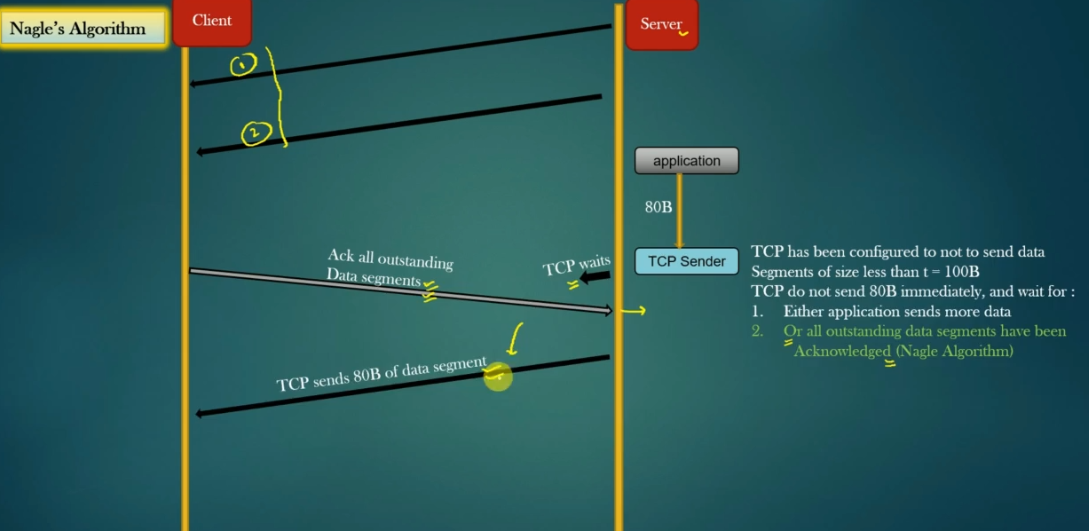 Nagle's Algorithm
Client
Server
1
2
application
80B
TCP Sender
Ack all outstanding
Data segments
TCP waits
TCP has been configured to not to send data
Segments of size less than t = 100B
TCP do not send 80B immediately, and wait for :
1. Either application sends more data
2. Or all outstanding data segments have been
Acknowledged (Nagle Algorithm)
TCP sends 80B of data segment